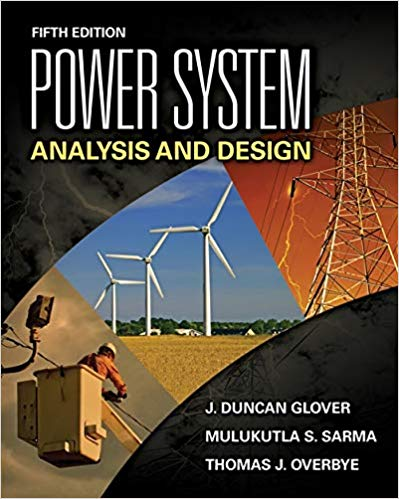 FIFTH EDITION
POWER SYSTEM
ANALYSIS AND DESIGN
J. DUNCAN GLOVER
MULUKUTLA S. SARMA
THOMAS J. OVERBYE